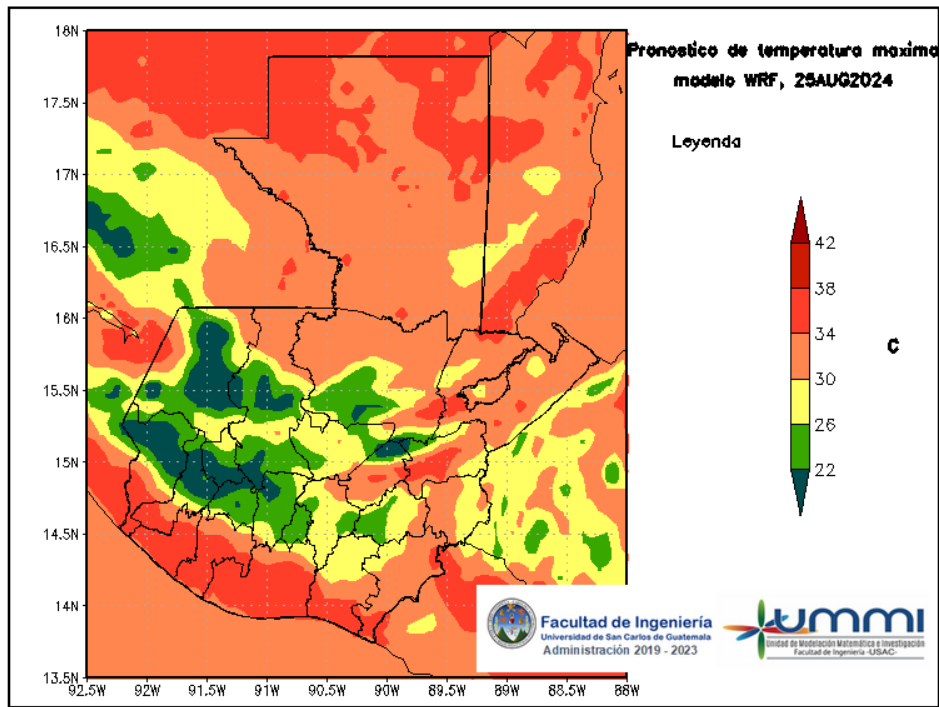 Pronostico de temperatura maxima
modelo WRF, 25AUG2024
Leyenda
42
38
34
30
26
22
C
18N
17.5N
17N
16.5N
16N
15.5N
15N
14.5N
14N
13.5N
92.5W
92W
91.5W
91W
90.5W
90W
89.5W
89W
88.5W
88W
Facultad de Ingeniería
Universidad de San Carlos de Guatemala
Administración 2019 - 2023
UMMI
Unidad de Modelación Matemática e Investigación
Facultad de Ingeniería -USAC-